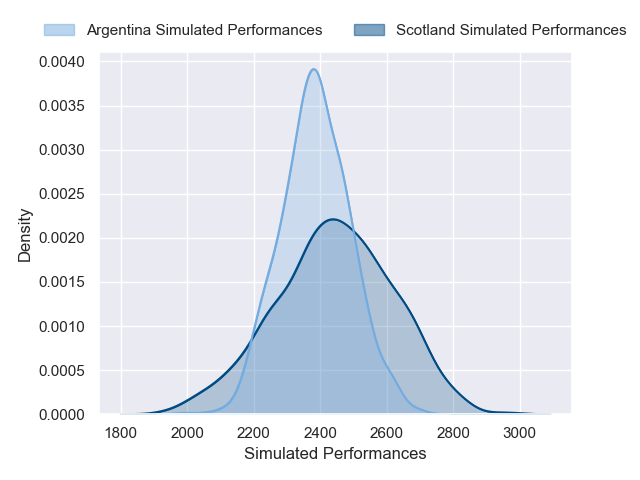 Argentina Simulated Performances Scotland Simulated Performances
0.0040
0.0035
0.0030
0.0025
0.0020
0.0015
0.0010
0.0005
0.0000
Density
1800 2000 2200 2400 2600 2800 3000
Simulated Performances